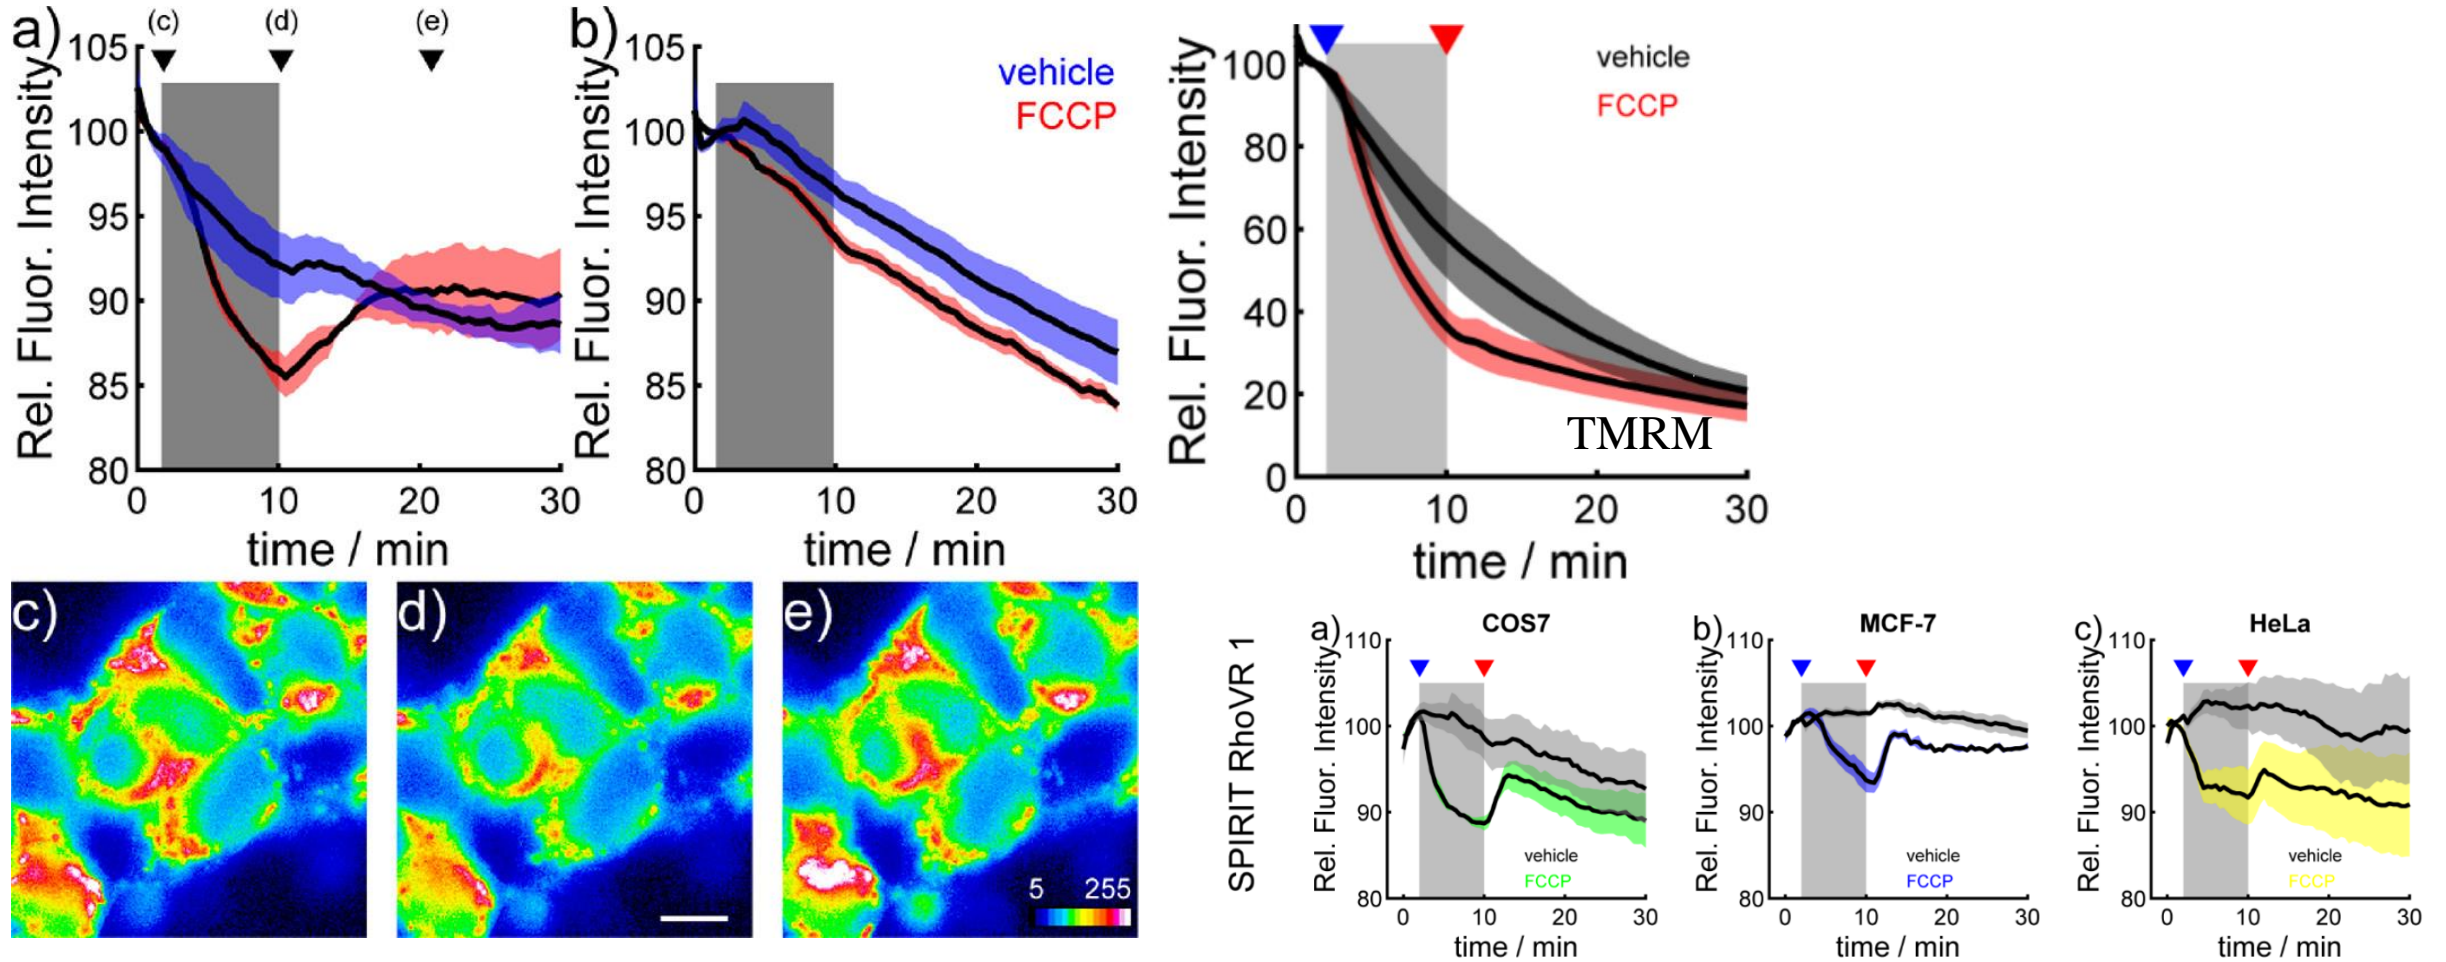 a)
(c) (d) (e)
105
100
95
90
85
80
Rel. Fluor. Intensity
0 10 20 30
time / min
b)
vehicle
FCCP
105
100
95
90
85
80
Rel. Fluor. Intensity
0 10 20 30
time / min
vehicle
FCCP
100
80
60
40
20
0
Rel. Fluor. Intensity
TMRM
0 10 20 30
time / min
c)
d)
e)
5 255
SPIRIT RhoVR 1
a)
COS7
110
100
90
80
Rel. Fluor. Intensity
vehicle
FCCP
0 10 20 30
time / min
b)
MCF-7
110
100
90
80
Rel. Fluor. Intensity
vehicle
FCCP
0 10 20 30
time / min
c)
HeLa
110
100
90
80
Rel. Fluor. Intensity
vehicle
FCCP
0 10 20 30
time / min